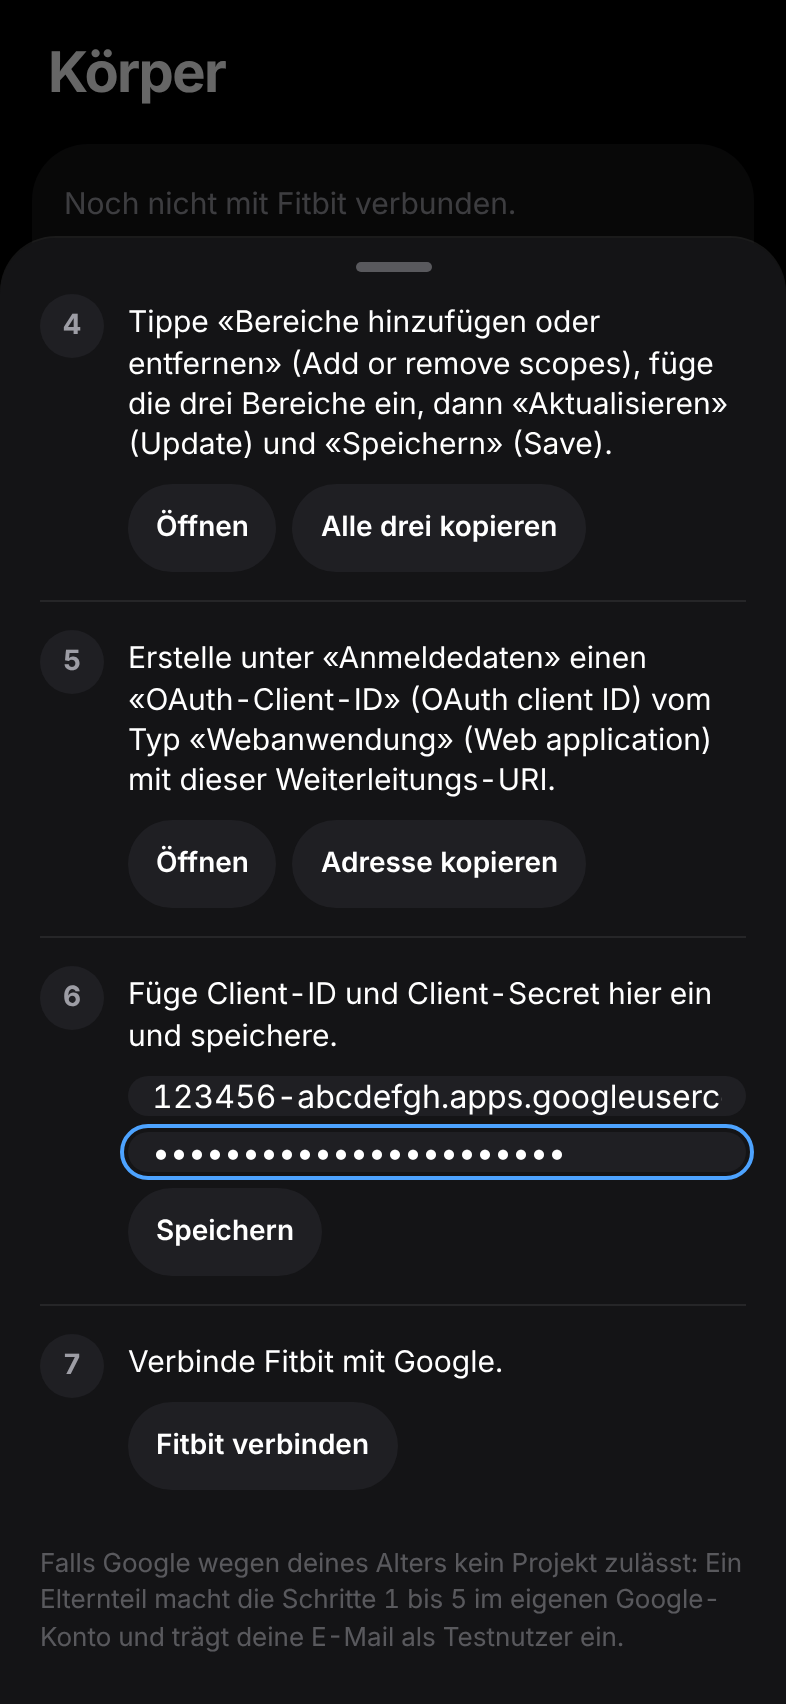 Körper
Noch nicht mit Fitbit verbunden.
4
Tippe «Bereiche hinzufügen oder
entfernen» (Add or remove scopes), füge
die drei Bereiche ein, dann «Aktualisieren»
(Update) und «Speichern» (Save).
Öffnen
Alle drei kopieren
5
Erstelle unter «Anmeldedaten» einen
«OAuth-Client-ID» (OAuth client ID) vom
Typ «Webanwendung» (Web application)
mit dieser Weiterleitungs-URI.
Öffnen
Adresse kopieren
6
Füge Client-ID und Client-Secret hier ein
und speichere.
123456-abcdefgh.apps.googleuserc
•••••••••••••••••••••••
Speichern
7
Verbinde Fitbit mit Google.
Fitbit verbinden
Falls Google wegen deines Alters kein Projekt zulässt: Ein
Elternteil macht die Schritte 1 bis 5 im eigenen Google-
Konto und trägt deine E-Mail als Testnutzer ein.